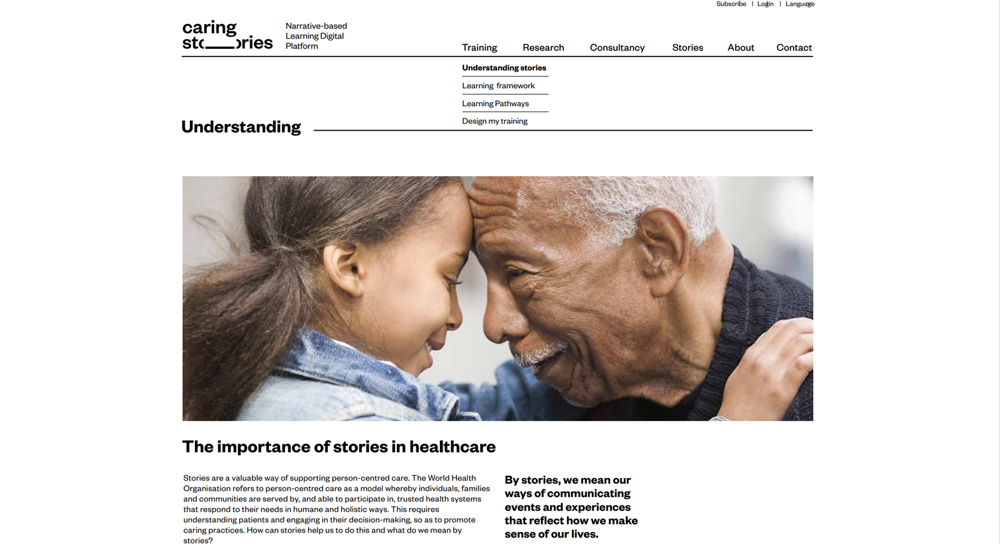 Subscribe | Login | Language
caring
stories
Narrative-based
Learning Digital
Platform
Training Research Consultancy Stories About Contact
Understanding stories
Learning framework
Learning Pathways
Design my training
Understanding
The importance of stories in healthcare
Stories are a valuable way of supporting person-centred care. The World Health
Organisation refers to person-centred care as a model whereby individuals, families
and communities are served by, and able to participate in, trusted health systems
that respond to their needs in humane and holistic ways. This requires
understanding patients and engaging in their decision-making, so as to promote
caring practices. How can stories help us to do this and what do we mean by
stories?
By stories, we mean our
ways of communicating
events and experiences
that reflect how we make
sense of our lives.